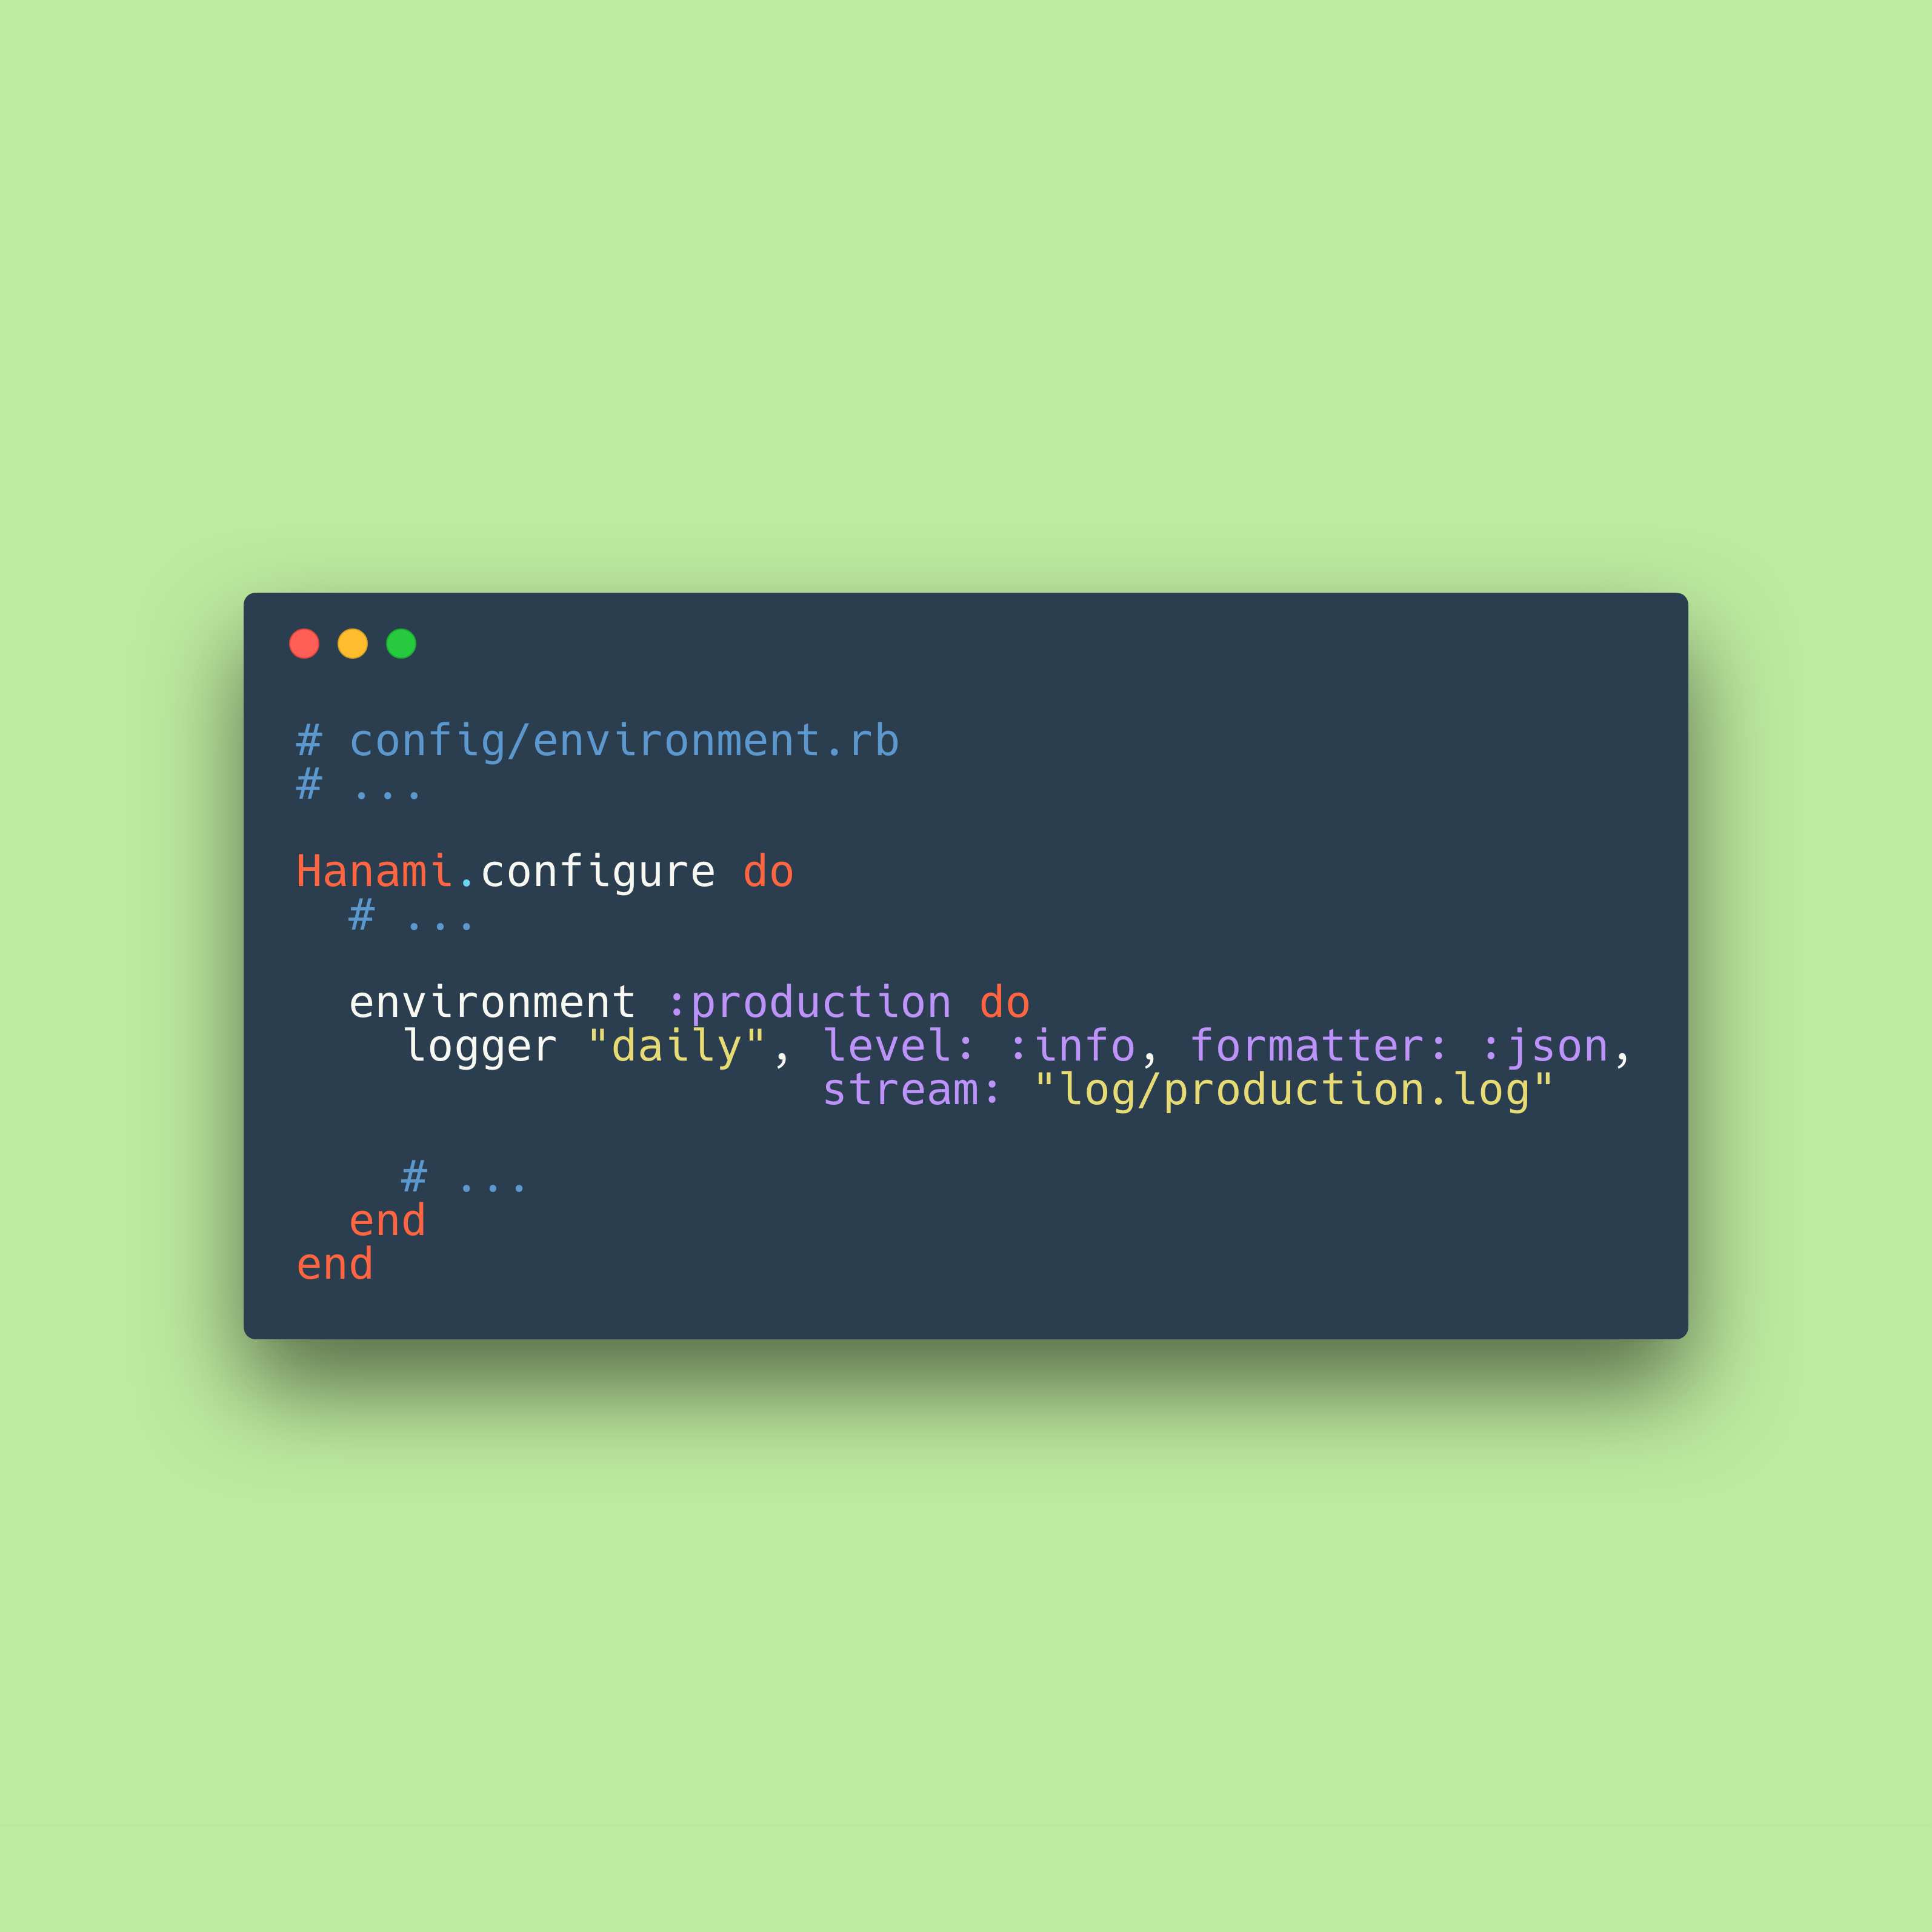 # config/environment.rb
# ...

Hanami.configure do
  # ...

  environment :production do
    logger "daily", level: :info, formatter: :json,
                    stream: "log/production.log"

    # ...
  end
end